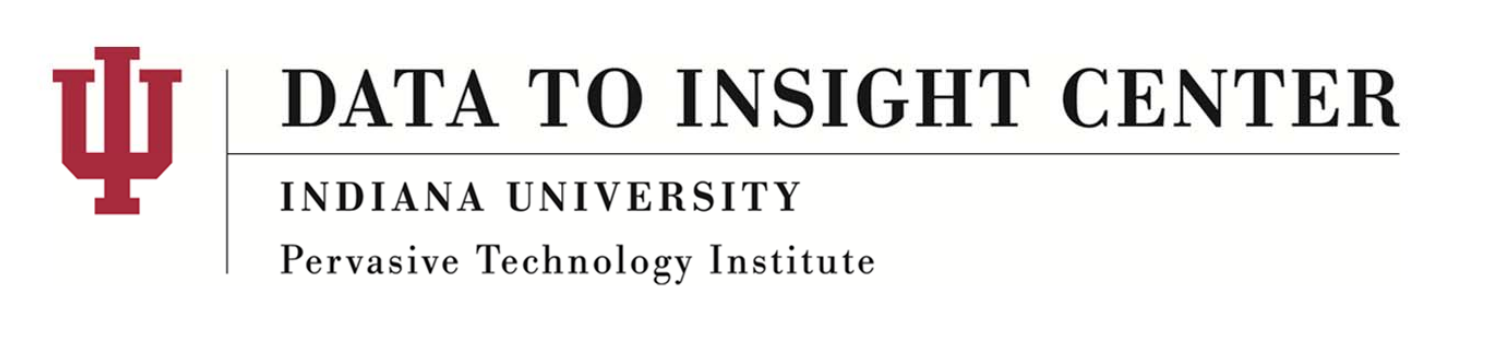 DATA TO INSIGHT CENTER
INDIANA UNIVERSITY
Pervasive Technology Institute